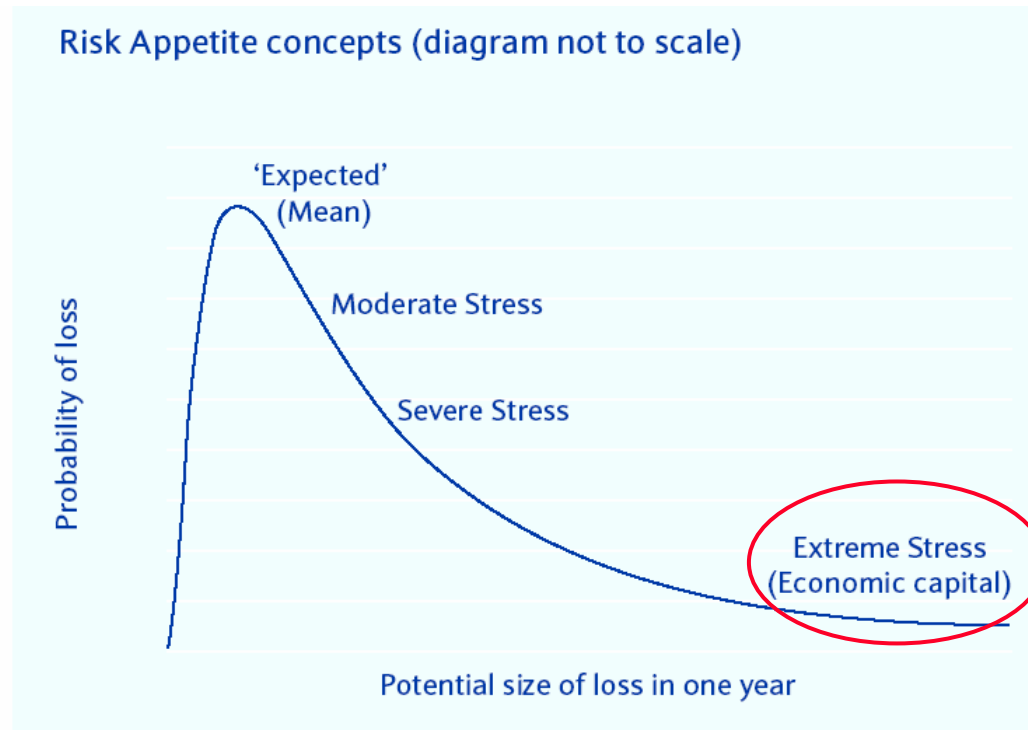 Risk Appetite concepts (diagram not to scale)
‘Expected’
(Mean)
Moderate Stress
Severe Stress
Extreme Stress
(Economic capital)
Probability of loss
Potential size of loss in one year